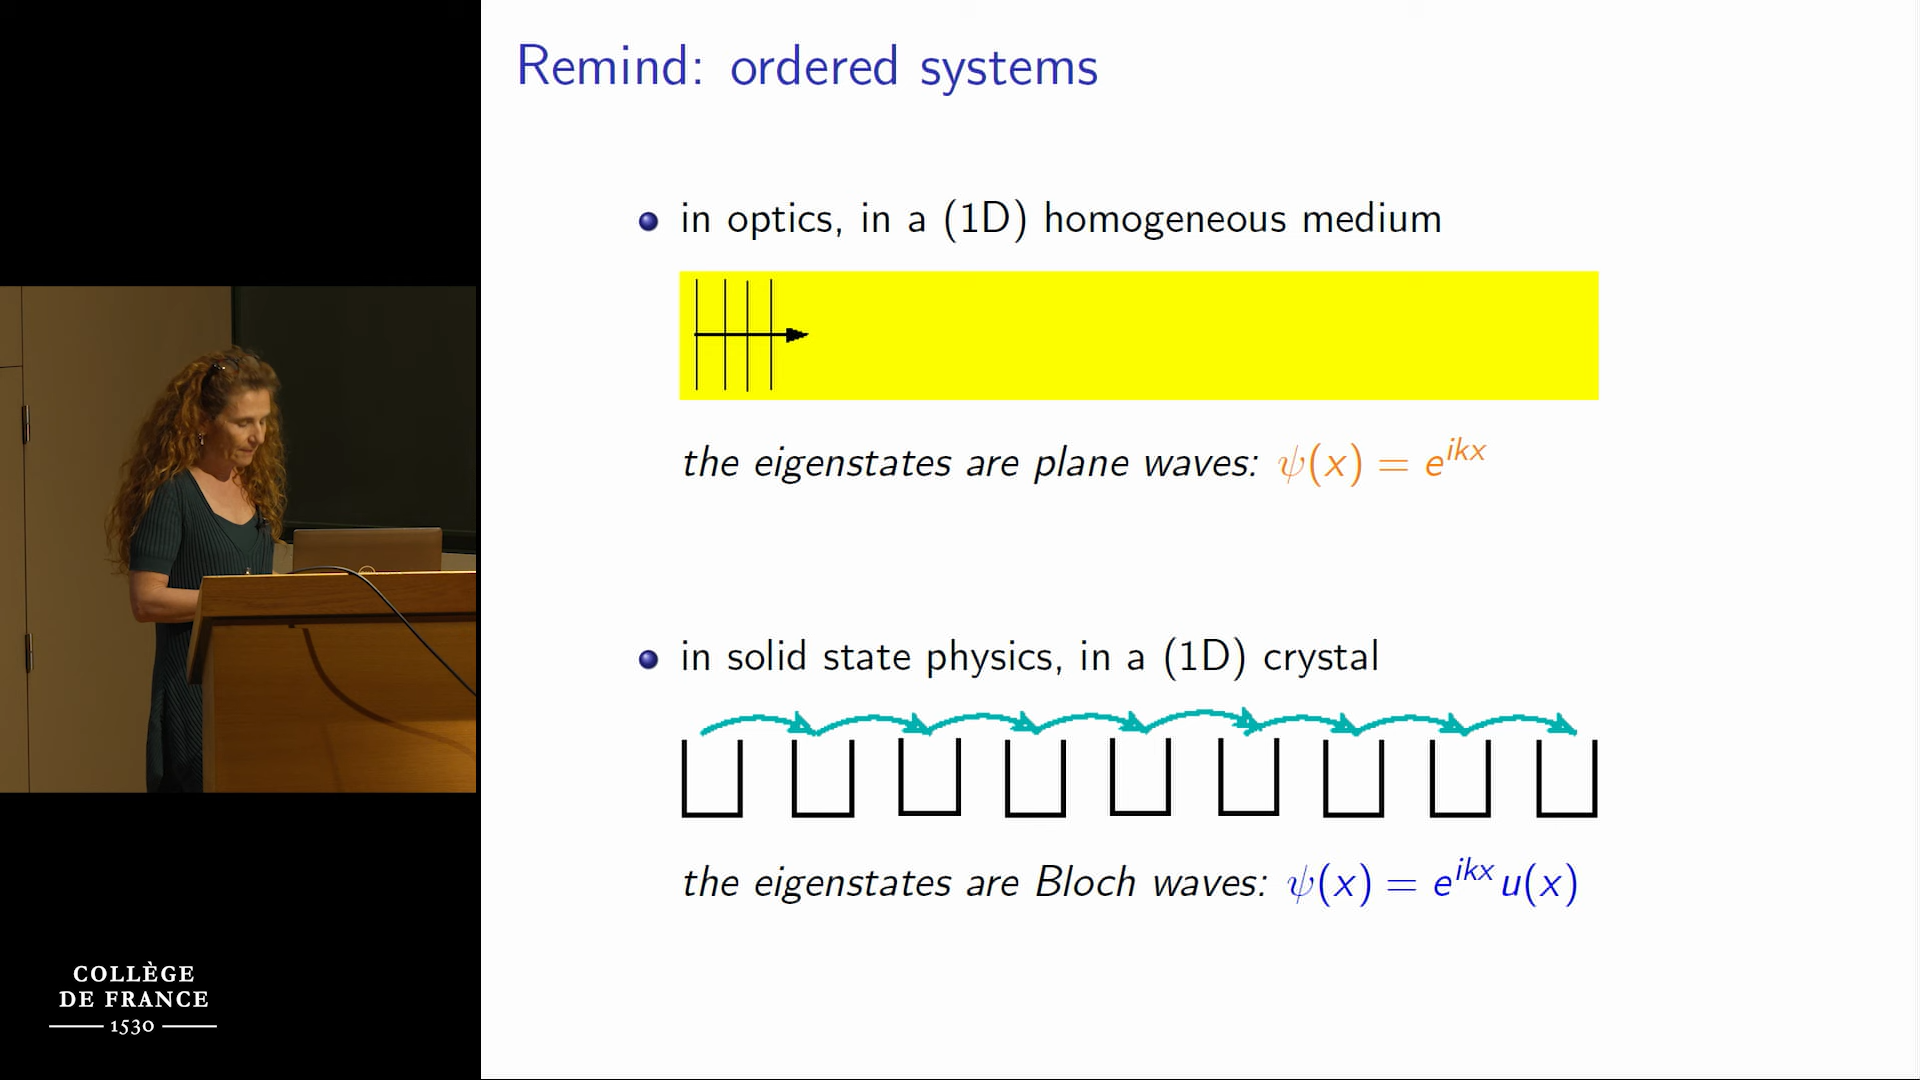 Remind: ordered systems
in optics, in a (1D) homogeneous medium
the eigenstates are plane waves: ψ(x) = e^{ikx}
in solid state physics, in a (1D) crystal
the eigenstates are Bloch waves: ψ(x) = e^{ikx} u(x)
COLLÈGE
DE FRANCE
1530